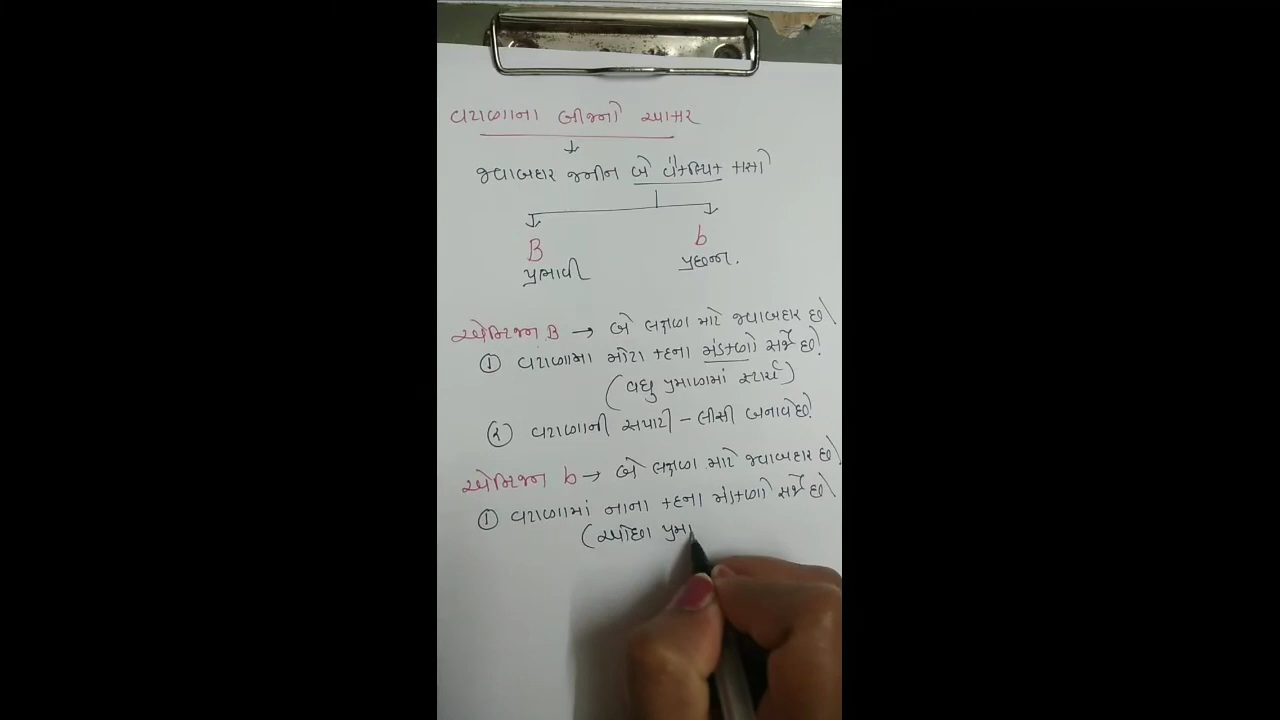 વટાણાના બીજનો આકાર
↓
જવાબદાર જનીન બે વૈકલ્પિક કારકો
B b
પ્રભાવી પ્રચ્છન્ન.
એલિલ B → બે લક્ષણ માટે જવાબદાર છે
① વટાણામાં મોટા કદના મંડકણો સર્જે છે.
(વધુ પ્રમાણમાં સ્ટાર્ચ)
② વટાણાની સપાટી - લીસી બનાવે છે.
એલિલ b → બે લક્ષણ માટે જવાબદાર છે
① વટાણામાં નાના કદના મંડકણો સર્જે છે
(ઓછા પ્રમા